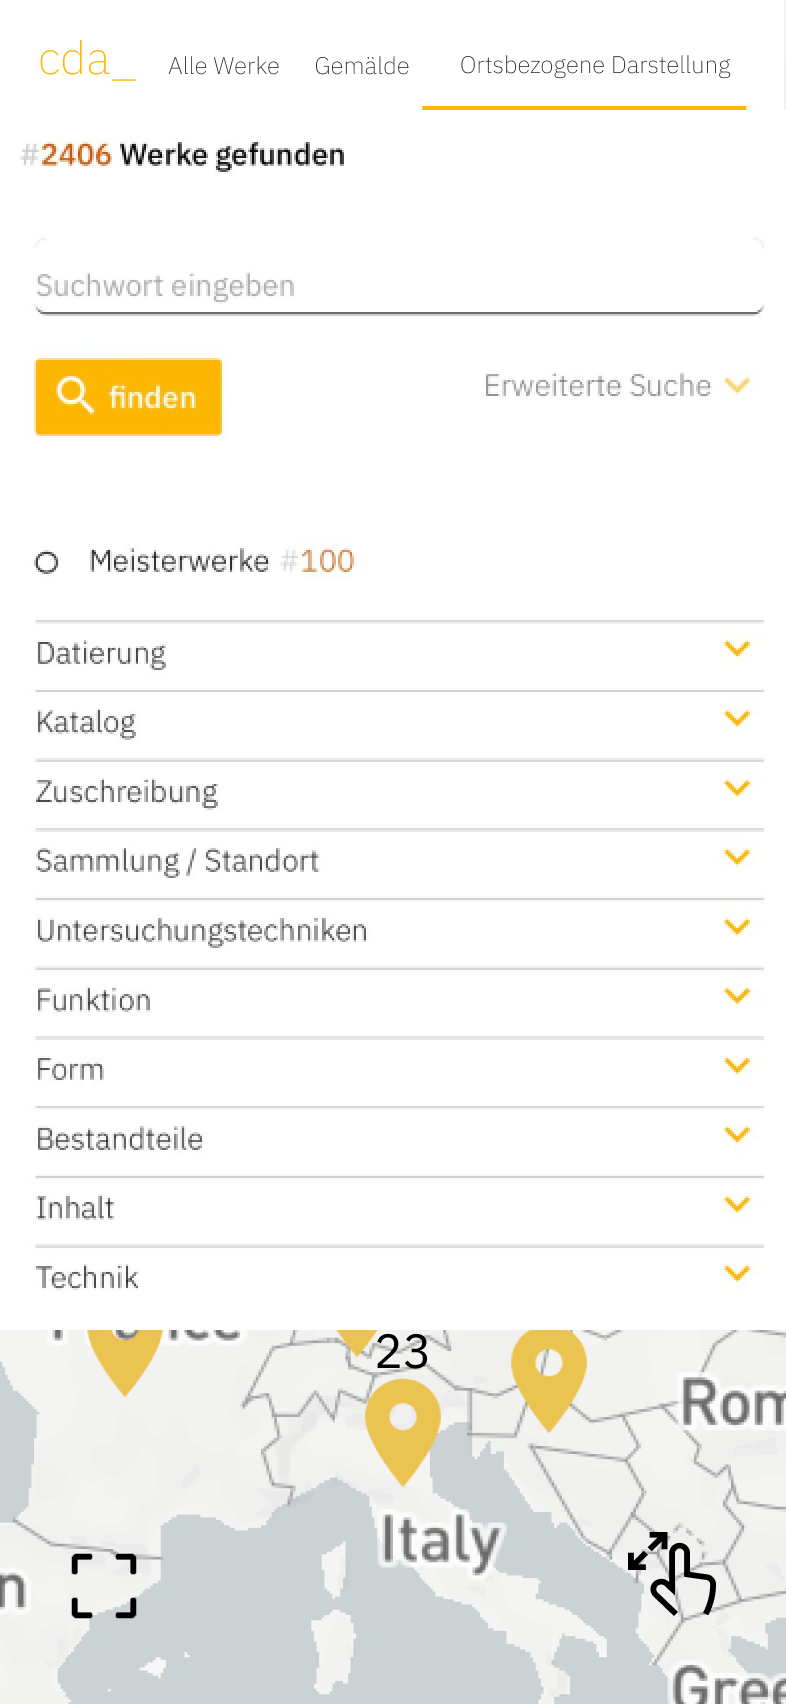 cda_ Alle Werke Gemälde Ortsbezogene Darstellung
#2406 Werke gefunden
Suchwort eingeben
finden Erweiterte Suche
Meisterwerke #100
Datierung
Katalog
Zuschreibung
Sammlung / Standort
Untersuchungstechniken
Funktion
Form
Bestandteile
Inhalt
Technik
23
Rom
Italy
n
Gree